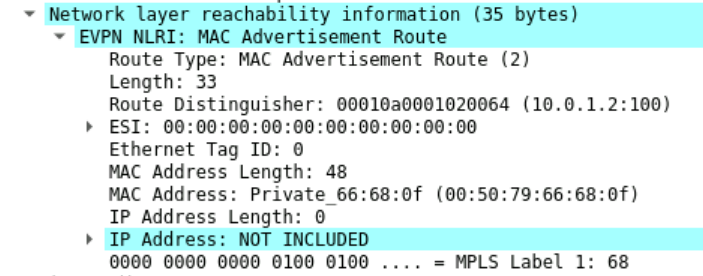 Network layer reachability information (35 bytes)
EVPN NLRI: MAC Advertisement Route
Route Type: MAC Advertisement Route (2)
Length: 33
Route Distinguisher: 00010a0001020064 (10.0.1.2:100)
ESI: 00:00:00:00:00:00:00:00:00:00
Ethernet Tag ID: 0
MAC Address Length: 48
MAC Address: Private_66:68:0f (00:50:79:66:68:0f)
IP Address Length: 0
IP Address: NOT INCLUDED
0000 0000 0000 0100 0100 .... = MPLS Label 1: 68